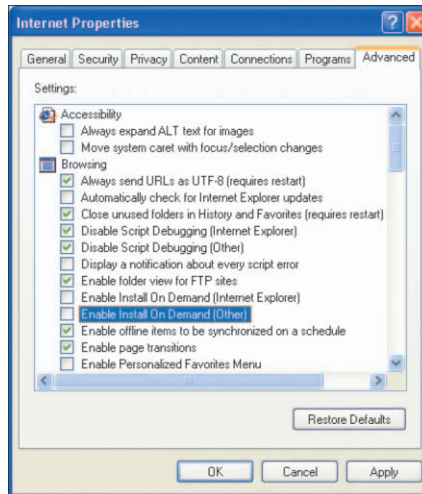 Internet Properties
General Security Privacy Content Connections Programs Advanced
Settings:
Accessibility
Always expand ALT text for images
Move system caret with focus/selection changes
Browsing
Always send URLs as UTF-8 (requires restart)
Automatically check for Internet Explorer updates
Close unused folders in History and Favorites (requires restart)
Disable Script Debugging (Internet Explorer)
Disable Script Debugging (Other)
Display a notification about every script error
Enable folder view for FTP sites
Enable Install On Demand (Internet Explorer)
Enable Install On Demand (Other)
Enable offline items to be synchronized on a schedule
Enable page transitions
Enable Personalized Favorites Menu
Restore Defaults
OK Cancel Apply